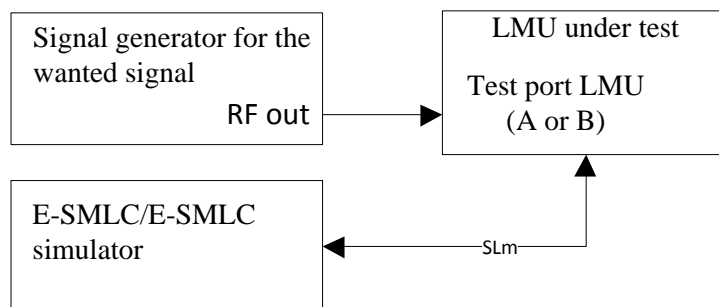 Signal generator for the
wanted signal
RF out
LMU under test
Test port LMU
(A or B)
E-SMLC/E-SMLC
simulator
SLm